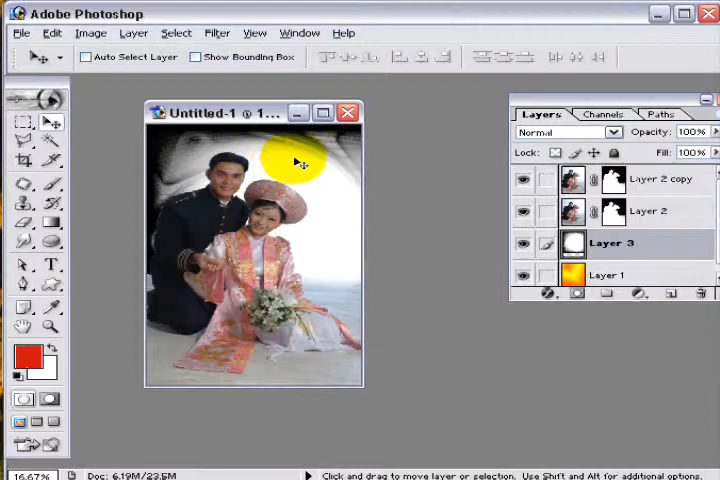 Adobe Photoshop
File Edit Image Layer Select Filter View Window Help
Auto Select Layer Show Bounding Box
Untitled-1 @ 1...
Layers Channels Paths
Normal Opacity: 100%
Lock: Fill: 100%
Layer 2 copy
Layer 2
Layer 3
Layer 1
T
16.67% Doc: 6.19M/23.5M Click and drag to move layer or selection. Use Shift and Alt for additional options.